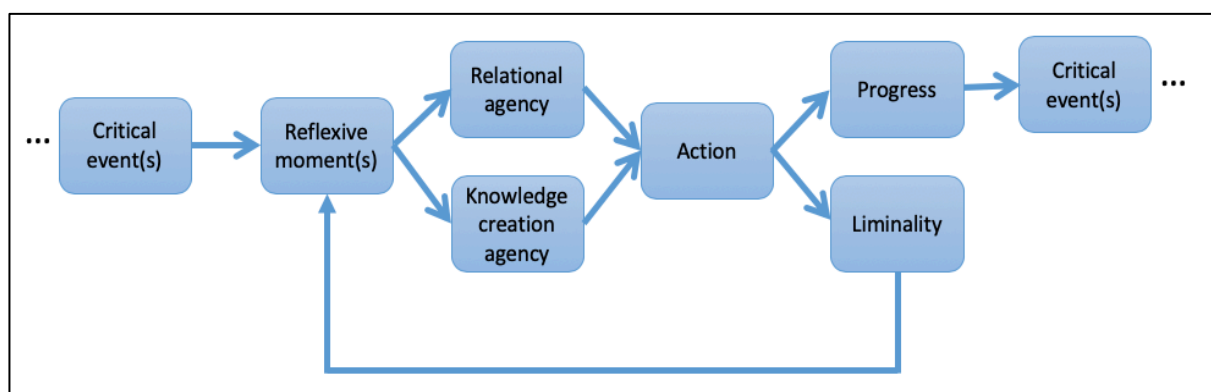 ...
Critical
event(s)
Reflexive
moment(s)
Relational
agency
Knowledge
creation
agency
Action
Progress
Liminality
Critical
event(s)
...